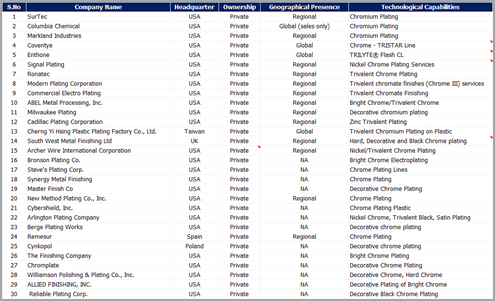 S.No Company Name Headquarter Ownership Geographical Presence Technological Capabilities
1 SurTec USA Private Regional Chromium Plating
2 Columbia Chemical USA Private Global (sales only) Chromium Plating
3 Markland Industries USA Private Regional Chromium Plating
4 Coventya USA Private Global Chrome - TRISTAR Line
5 Enthone USA Private Global TRILYTE® Flash CL
6 Signal Plating USA Private Regional Nickel Chrome Plating Services
7 Ronatec USA Private Regional Trivalent Chrome Plating
8 Modern Plating Corporation USA Private Regional Trivalent chromate finishes (Chrome III) services
9 Commercial Electro Plating USA Private Regional Trivalent Chromate Finishing
10 ABEL Metal Processing, Inc. USA Private Regional Bright Chrome/Trivalent Chrome
11 Milwaukee Plating USA Private Regional Decorative chromium plating
12 Cadillac Plating Corporation USA Private Regional Zinc Trivalent Plating
13 Cherng Yi Hsing Plastic Plating Factory Co., Ltd. Taiwan Private Global Trivalent Chromium Plating on Plastic
14 South West Metal Finishing Ltd UK Private Regional Hard, Decorative and Black Chrome plating
15 Archer Wire International Corporation USA Private Regional Nickel/Trivalent Chrome Plating
16 Bronson Plating Co. USA Private NA Bright Chrome Electroplating
17 Steve's Plating Corp. USA Private NA Chrome Plating Lines
18 Synergy Metal Finishing USA Private NA Chrome Plating
19 Master Finish Co USA Private NA Decorative Chrome Plating
20 New Method Plating Co., Inc. USA Private Regional Chrome Plating
21 Cybershield, Inc. USA Private NA Chrome Plating Plastic
22 Arlington Plating Company USA Private NA Nickel Chrome, Trivalent Black, Satin Plating
23 Berge Plating Works USA Private NA Decorative chrome plating
24 Remesur Spain Private Regional Chrome Plating
25 Cynkopol Poland Private NA Decorative chrome plating
26 The Finishing Company USA Private NA Bright Chrome Plating
27 Chromplate USA Private NA Decorative Chrome Plating
28 Williamson Polishing & Plating Co., Inc. USA Private NA Decorative Chrome, Hard Chrome
29 ALLIED FINISHING, INC. USA Private NA Decorative Plating of Bright Chrome
30 Reliable Plating Corp. USA Private NA Decorative Black Chrome Plating